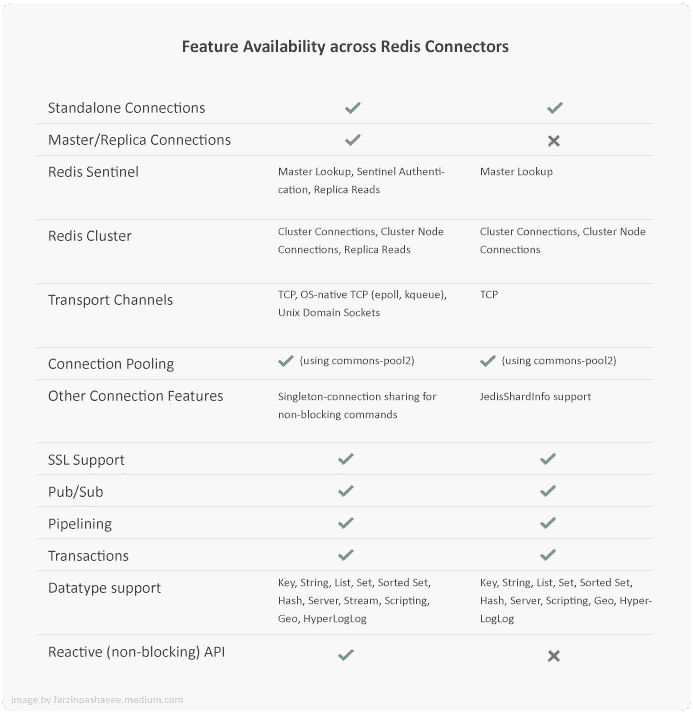 Feature Availability across Redis Connectors
Standalone Connections
Master/Replica Connections
Redis Sentinel
Master Lookup, Sentinel Authenti-
cation, Replica Reads
Master Lookup
Redis Cluster
Cluster Connections, Cluster Node
Connections, Replica Reads
Cluster Connections, Cluster Node
Connections
Transport Channels
TCP, OS-native TCP (epoll, kqueue),
Unix Domain Sockets
TCP
Connection Pooling
(using commons-pool2)
(using commons-pool2)
Other Connection Features
Singleton-connection sharing for
non-blocking commands
JedisShardInfo support
SSL Support
Pub/Sub
Pipelining
Transactions
Datatype support
Key, String, List, Set, Sorted Set,
Hash, Server, Stream, Scripting,
Geo, HyperLogLog
Key, String, List, Set, Sorted Set,
Hash, Server, Scripting, Geo, Hyper-
LogLog
Reactive (non-blocking) API
image by farzinpashaeee.medium.com